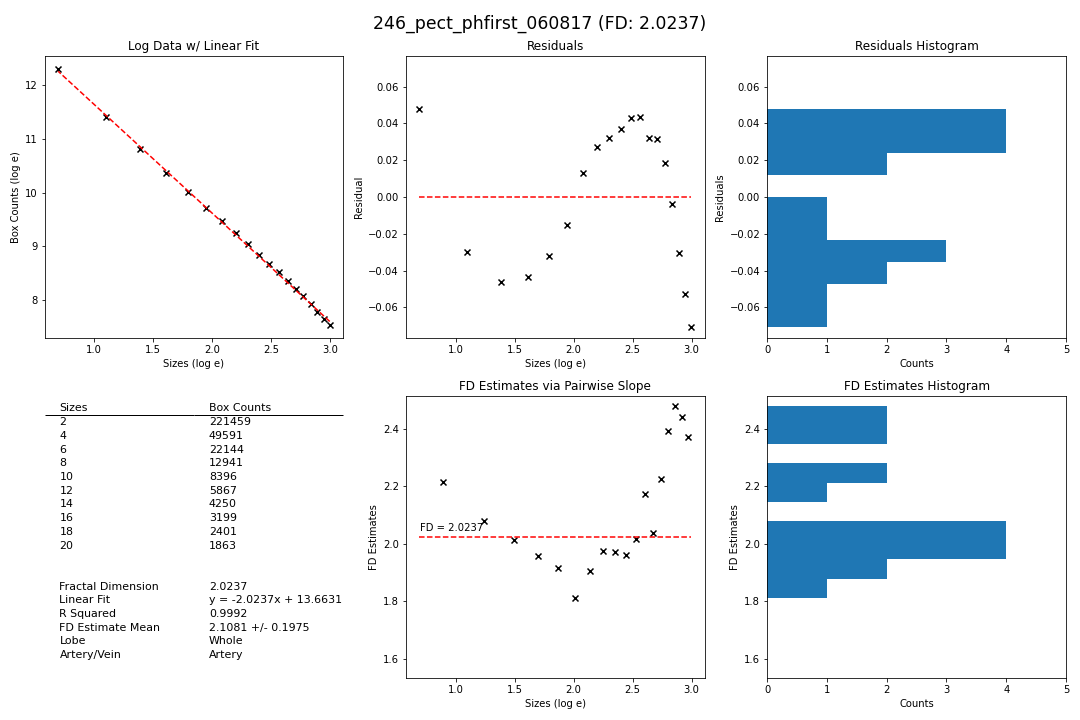 246_pect_phfirst_060817 (FD: 2.0237)
Log Data w/ Linear Fit
Box Counts (log e)
12
11
10
9
8
1.0 1.5 2.0 2.5 3.0
Sizes (log e)
Residuals
Residual
0.06
0.04
0.02
0.00
−0.02
−0.04
−0.06
1.0 1.5 2.0 2.5 3.0
Sizes (log e)
Residuals Histogram
Residuals
0.06
0.04
0.02
0.00
−0.02
−0.04
−0.06
0 1 2 3 4 5
Counts
Sizes Box Counts
2 221459
4 49591
6 22144
8 12941
10 8396
12 5867
14 4250
16 3199
18 2401
20 1863
Fractal Dimension 2.0237
Linear Fit y = -2.0237x + 13.6631
R Squared 0.9992
FD Estimate Mean 2.1081 +/- 0.1975
Lobe Whole
Artery/Vein Artery
FD Estimates via Pairwise Slope
FD Estimates
2.4
2.2
2.0
1.8
1.6
FD = 2.0237
1.0 1.5 2.0 2.5 3.0
Sizes (log e)
FD Estimates Histogram
FD Estimates
2.4
2.2
2.0
1.8
1.6
0 1 2 3 4 5
Counts